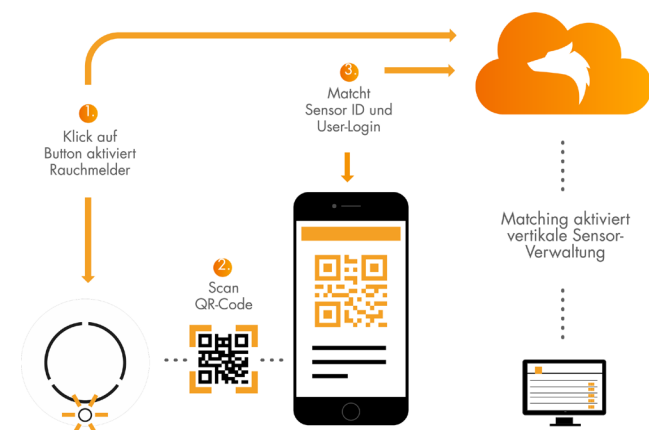 1.
Klick auf
Button aktiviert
Rauchmelder
2.
Scan
QR-Code
3.
Matcht
Sensor ID und
User-Login
Matching aktiviert
vertikale Sensor-
Verwaltung